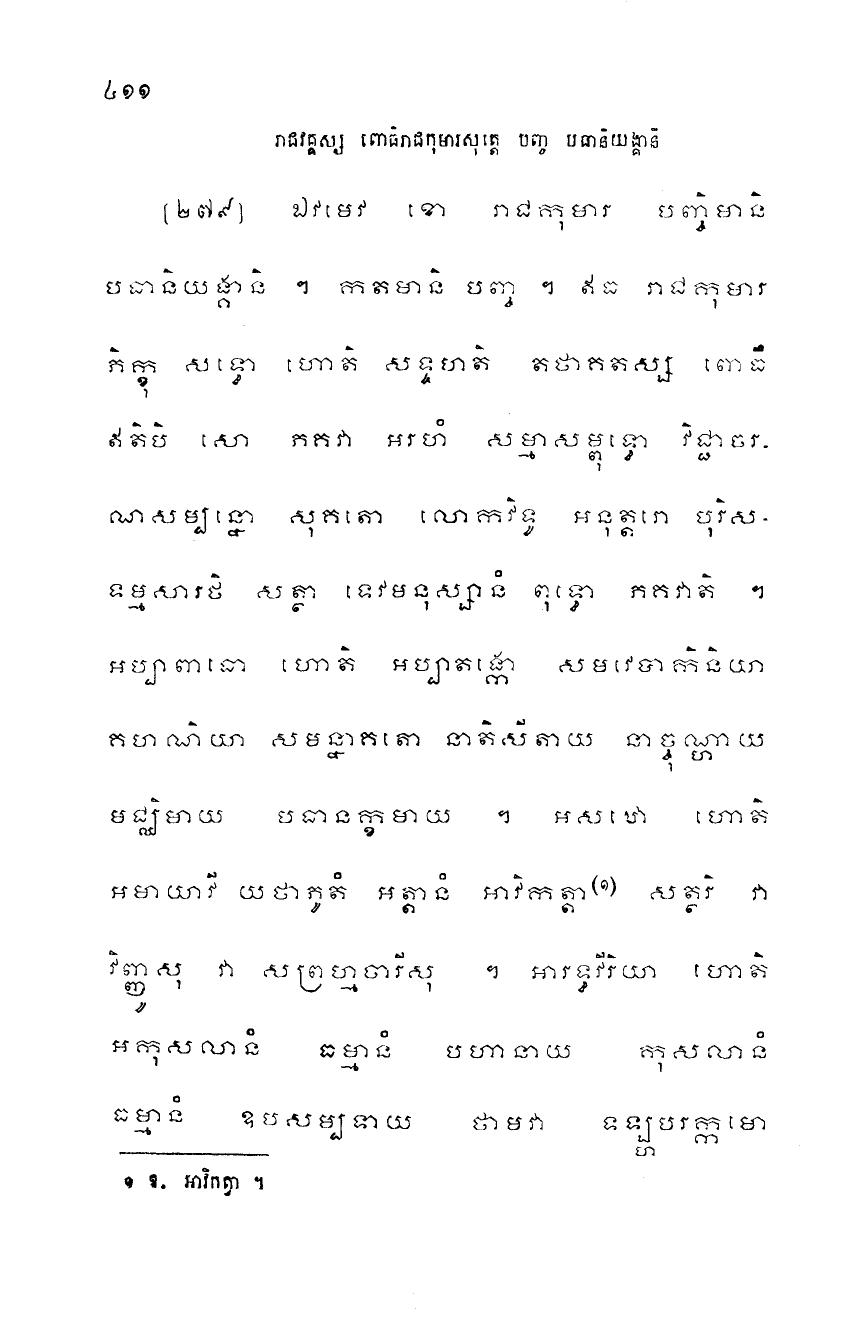 ៤១១
រាជវគ្គស្ស ពោធិរាជកុមារសុត្តេ បញ្ច បធានិយង្គានិ
[២៧៩] ឯវមេវ ខោ រាជកុមារ បញ្ចិមានិ
បធានិយង្គានិ ។ កតមានិ បញ្ច ។ ឥធ រាជកុមារ
ភិក្ខុ សទ្ធោ ហោតិ សទ្ទហតិ តថាគតស្ស ពោធឹ
ឥតិបិ សោ ភគវា អរហំ សម្មាសម្ពុទ្ធោ វិជ្ជាចរ-
ណសម្បន្នោ សុគតោ លោកវិទូ អនុត្តរោ បុរិស-
ទម្មសារថិ សត្ថា ទេវមនុស្សានំ ពុទ្ធោ ភគវាតិ ។
អប្បាពាធោ ហោតិ អប្បាតង្កោ សមវេបាកិនិយា
គហណិយា សមន្នាគតោ នាតិសីតាយ នាច្ចុណ្ហាយ
មជ្ឈិមាយ បធានក្ខមាយ ។ អសឋោ ហោតិ
អមាយាវី យថាភូតំ អត្តានំ អាវិកត្តា(១) សត្ថរិ វា
វិញ្ញូសុ វា សព្រហ្មចារីសុ ។ អារទ្ធវីរិយោ ហោតិ
អកុសលានំ ធម្មានំ បហានាយ កុសលានំ
ធម្មានំ ឧបសម្បទាយ ថាមវា ទឡ្ហបរក្កមោ
១ ឱ. អាវិកត្វា ។